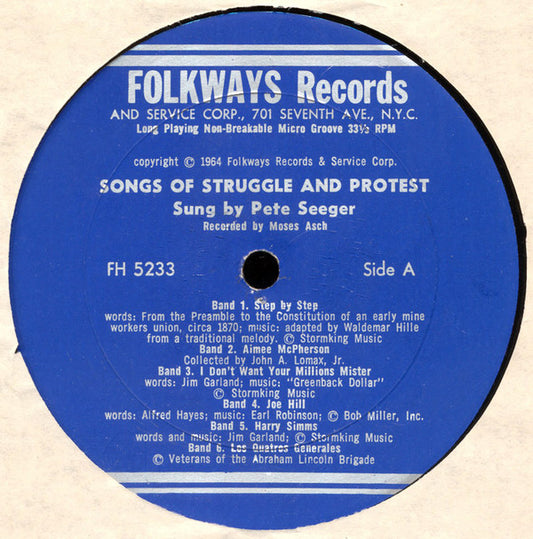 FOLKWAYS Records
AND SERVICE CORP., 701 SEVENTH AVE., N.Y.C.
Long Playing Non-Breakable Micro Groove 33⅓ RPM
copyright © 1964 Folkways Records & Service Corp.
SONGS OF STRUGGLE AND PROTEST
Sung by Pete Seeger
Recorded by Moses Asch
FH 5233 Side A
Band 1. Step by Step
words: From the Preamble to the Constitution of an early mine
workers union, circa 1870; music: adapted by Waldemar Hille
from a traditional melody. © Stormking Music
Band 2. Aimee McPherson
Collected by John A. Lomax, Jr.
Band 3. I Don't Want Your Millions Mister
words: Jim Garland; music: "Greenback Dollar"
© Stormking Music
Band 4. Joe Hill
words: Alfred Hayes; music: Earl Robinson; © Bob Miller, Inc.
Band 5. Harry Simms
words and music: Jim Garland; © Stormking Music
Band 6. Los Quatros Generales
© Veterans of the Abraham Lincoln Brigade